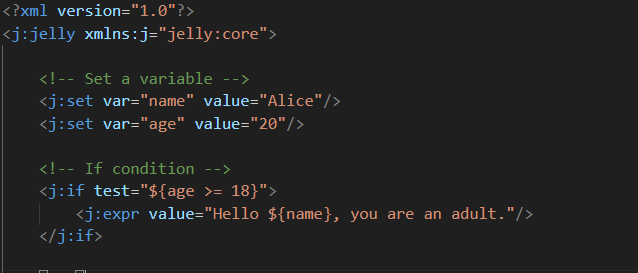 <?xml version="1.0"?>
<j:jelly xmlns:j="jelly:core">
<!-- Set a variable -->
<j:set var="name" value="Alice"/>
<j:set var="age" value="20"/>
<!-- If condition -->
<j:if test="${age >= 18}">
<j:expr value="Hello ${name}, you are an adult."/>
</j:if>